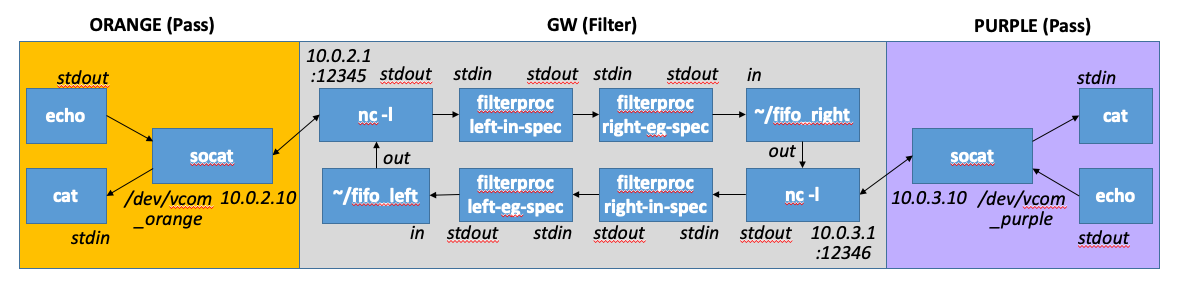 ORANGE (Pass)
GW (Filter)
PURPLE (Pass)
stdout
echo
cat
stdin
socat
/dev/vcom
_orange
10.0.2.10
10.0.2.1
:12345
stdout
nc -l
stdin
stdout
filterproc
left-in-spec
stdin
stdout
filterproc
right-eg-spec
in
~/fifo_right
out
out
~/fifo_left
in
filterproc
left-eg-spec
stdout
stdin
filterproc
right-in-spec
stdout
stdin
nc -l
stdout
10.0.3.1
:12346
socat
10.0.3.10
/dev/vcom
_purple
stdin
cat
echo
stdout